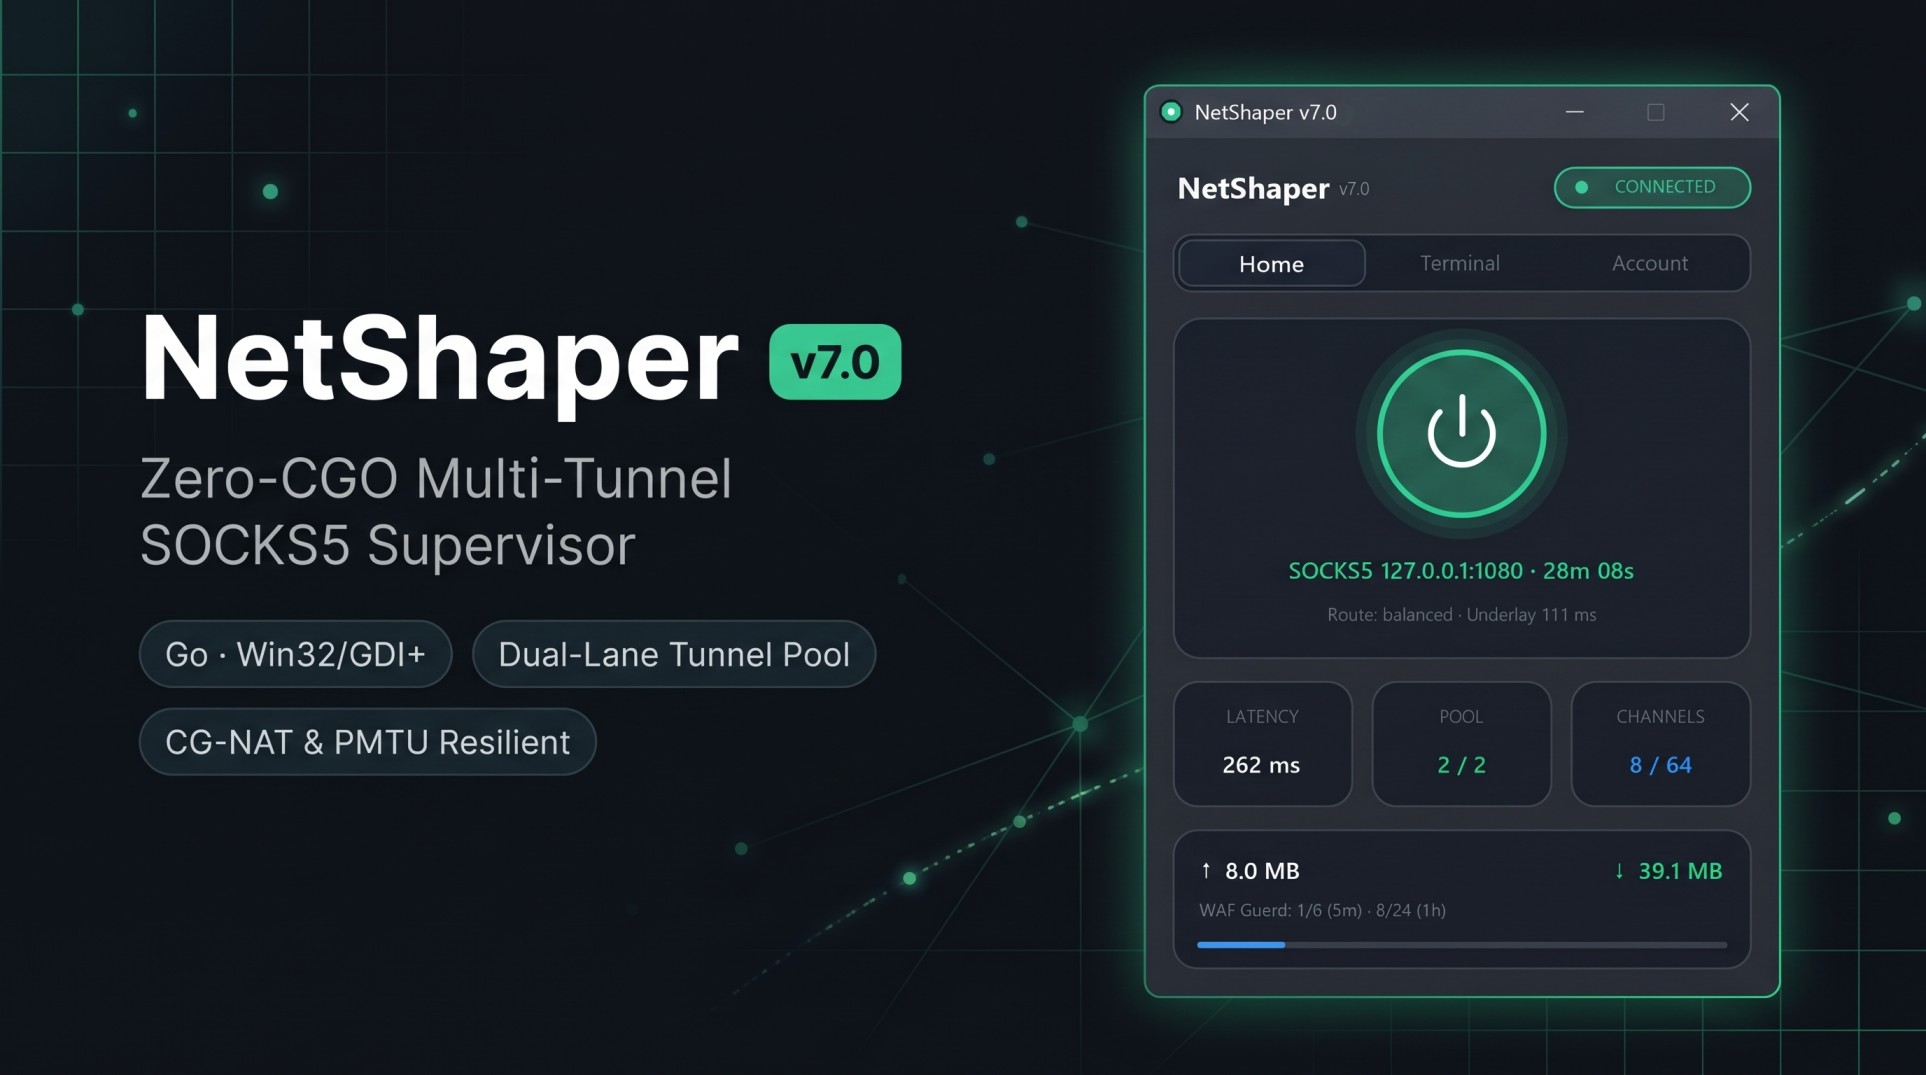 NetShaper v7.0
Zero-CGO Multi-Tunnel
SOCKS5 Supervisor
Go · Win32/GDI+
Dual-Lane Tunnel Pool
CG-NAT & PMTU Resilient
NetShaper v7.0
NetShaper v7.0
CONNECTED
Home
Terminal
Account
SOCKS5 127.0.0.1:1080 · 28m 08s
Route: balanced · Underlay 111 ms
LATENCY
262 ms
POOL
2 / 2
CHANNELS
8 / 64
↑ 8.0 MB
↓ 39.1 MB
WAF Guerd: 1/6 (5m) · 8/24 (1h)